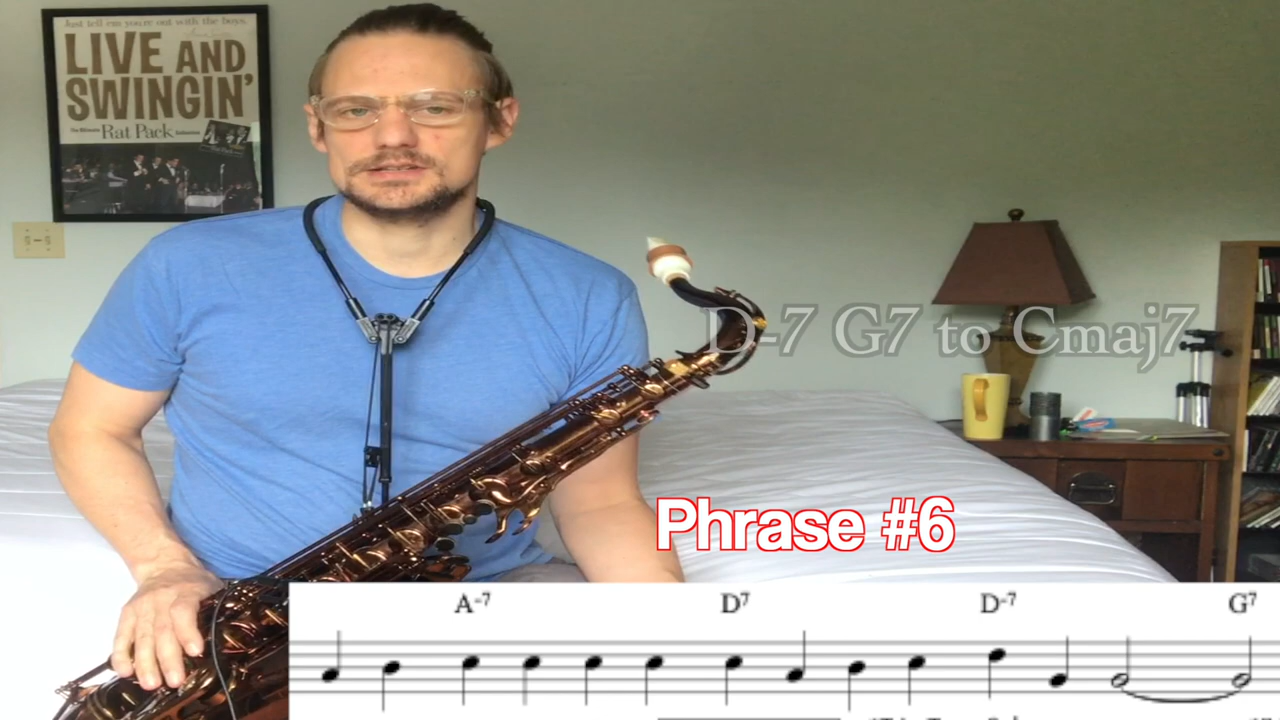 Just tell em you're out with the boys.
LIVE AND
SWINGIN'
The Ultimate Rat Pack Collection
D-7 G7 to Cmaj7
Phrase #6
A-7 D7 D-7 G7